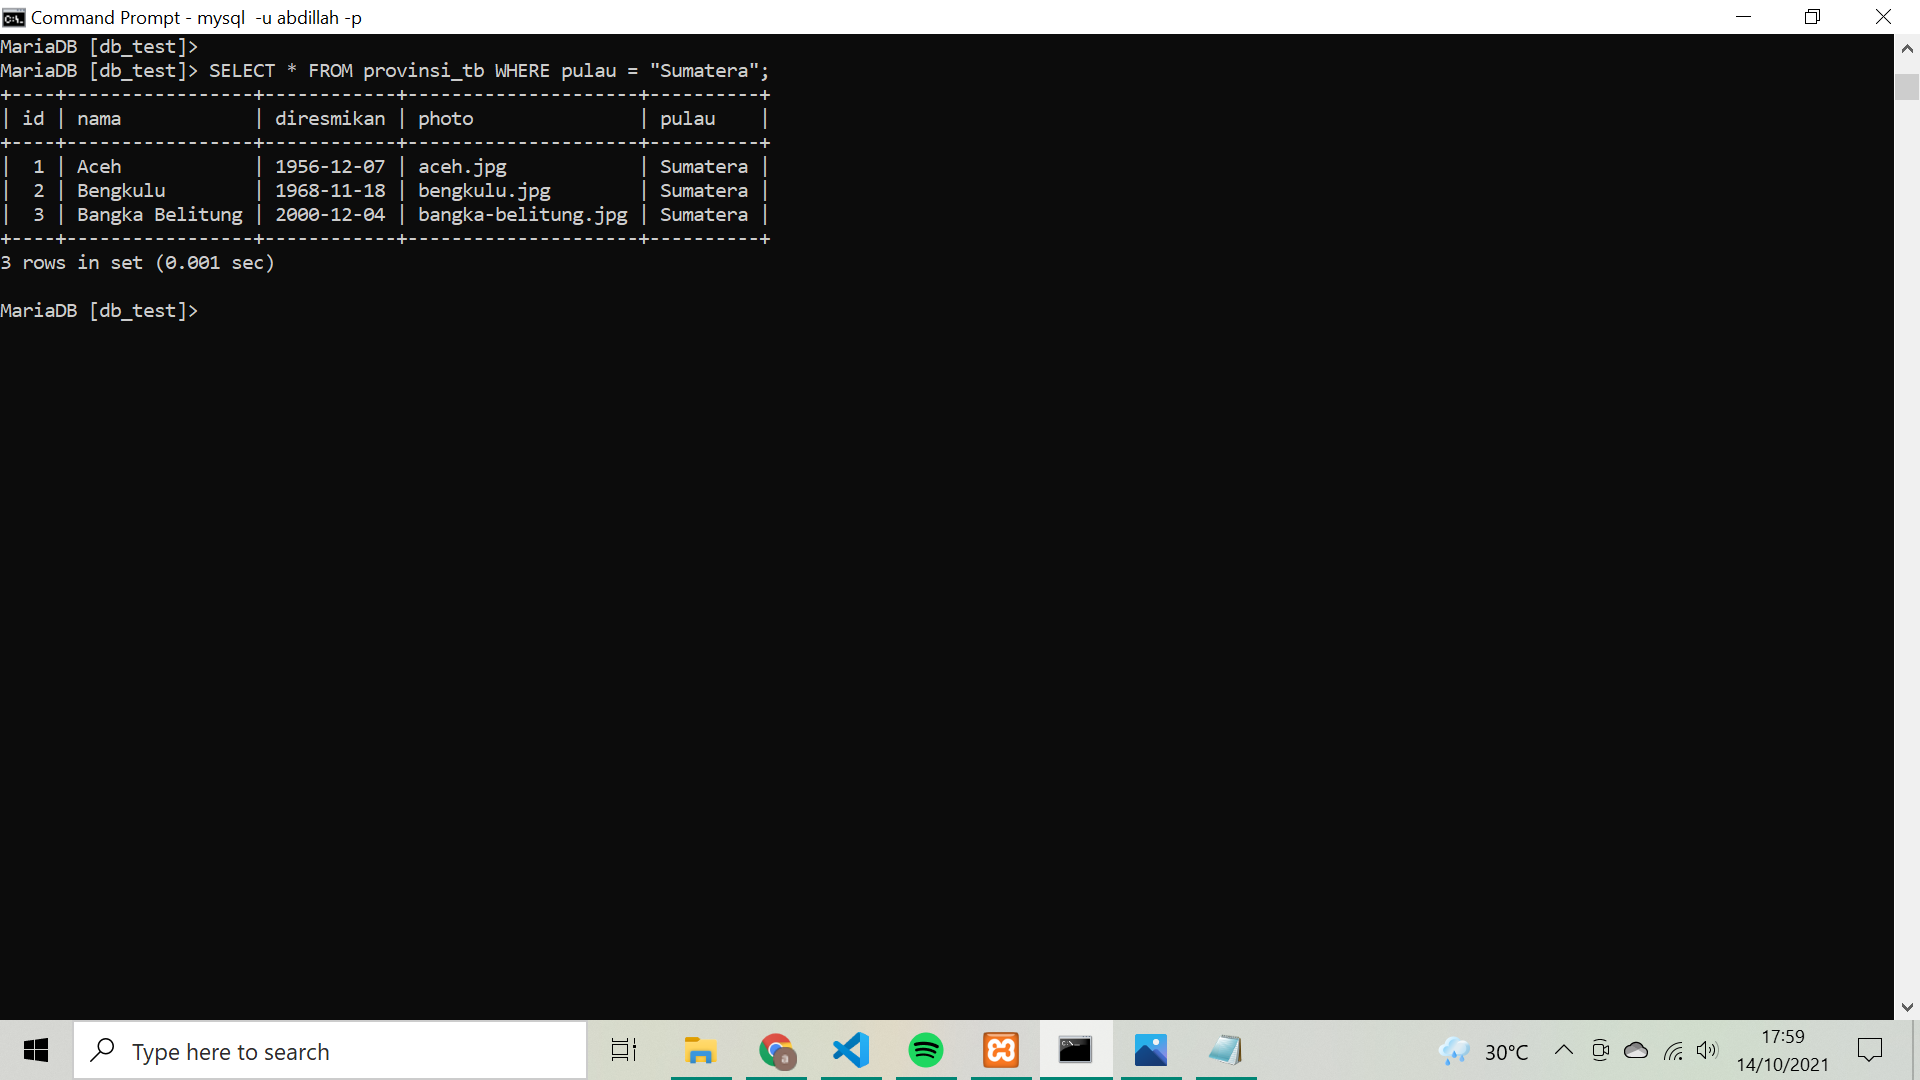 Command Prompt - mysql  -u abdillah -p
MariaDB [db_test]>
MariaDB [db_test]> SELECT * FROM provinsi_tb WHERE pulau = "Sumatera";
+----+-----------------+------------+---------------------+----------+
| id | nama            | diresmikan | photo               | pulau    |
+----+-----------------+------------+---------------------+----------+
|  1 | Aceh            | 1956-12-07 | aceh.jpg            | Sumatera |
|  2 | Bengkulu        | 1968-11-18 | bengkulu.jpg        | Sumatera |
|  3 | Bangka Belitung | 2000-12-04 | bangka-belitung.jpg | Sumatera |
+----+-----------------+------------+---------------------+----------+
3 rows in set (0.001 sec)
MariaDB [db_test]>
Type here to search
a
30°C
17:59
14/10/2021